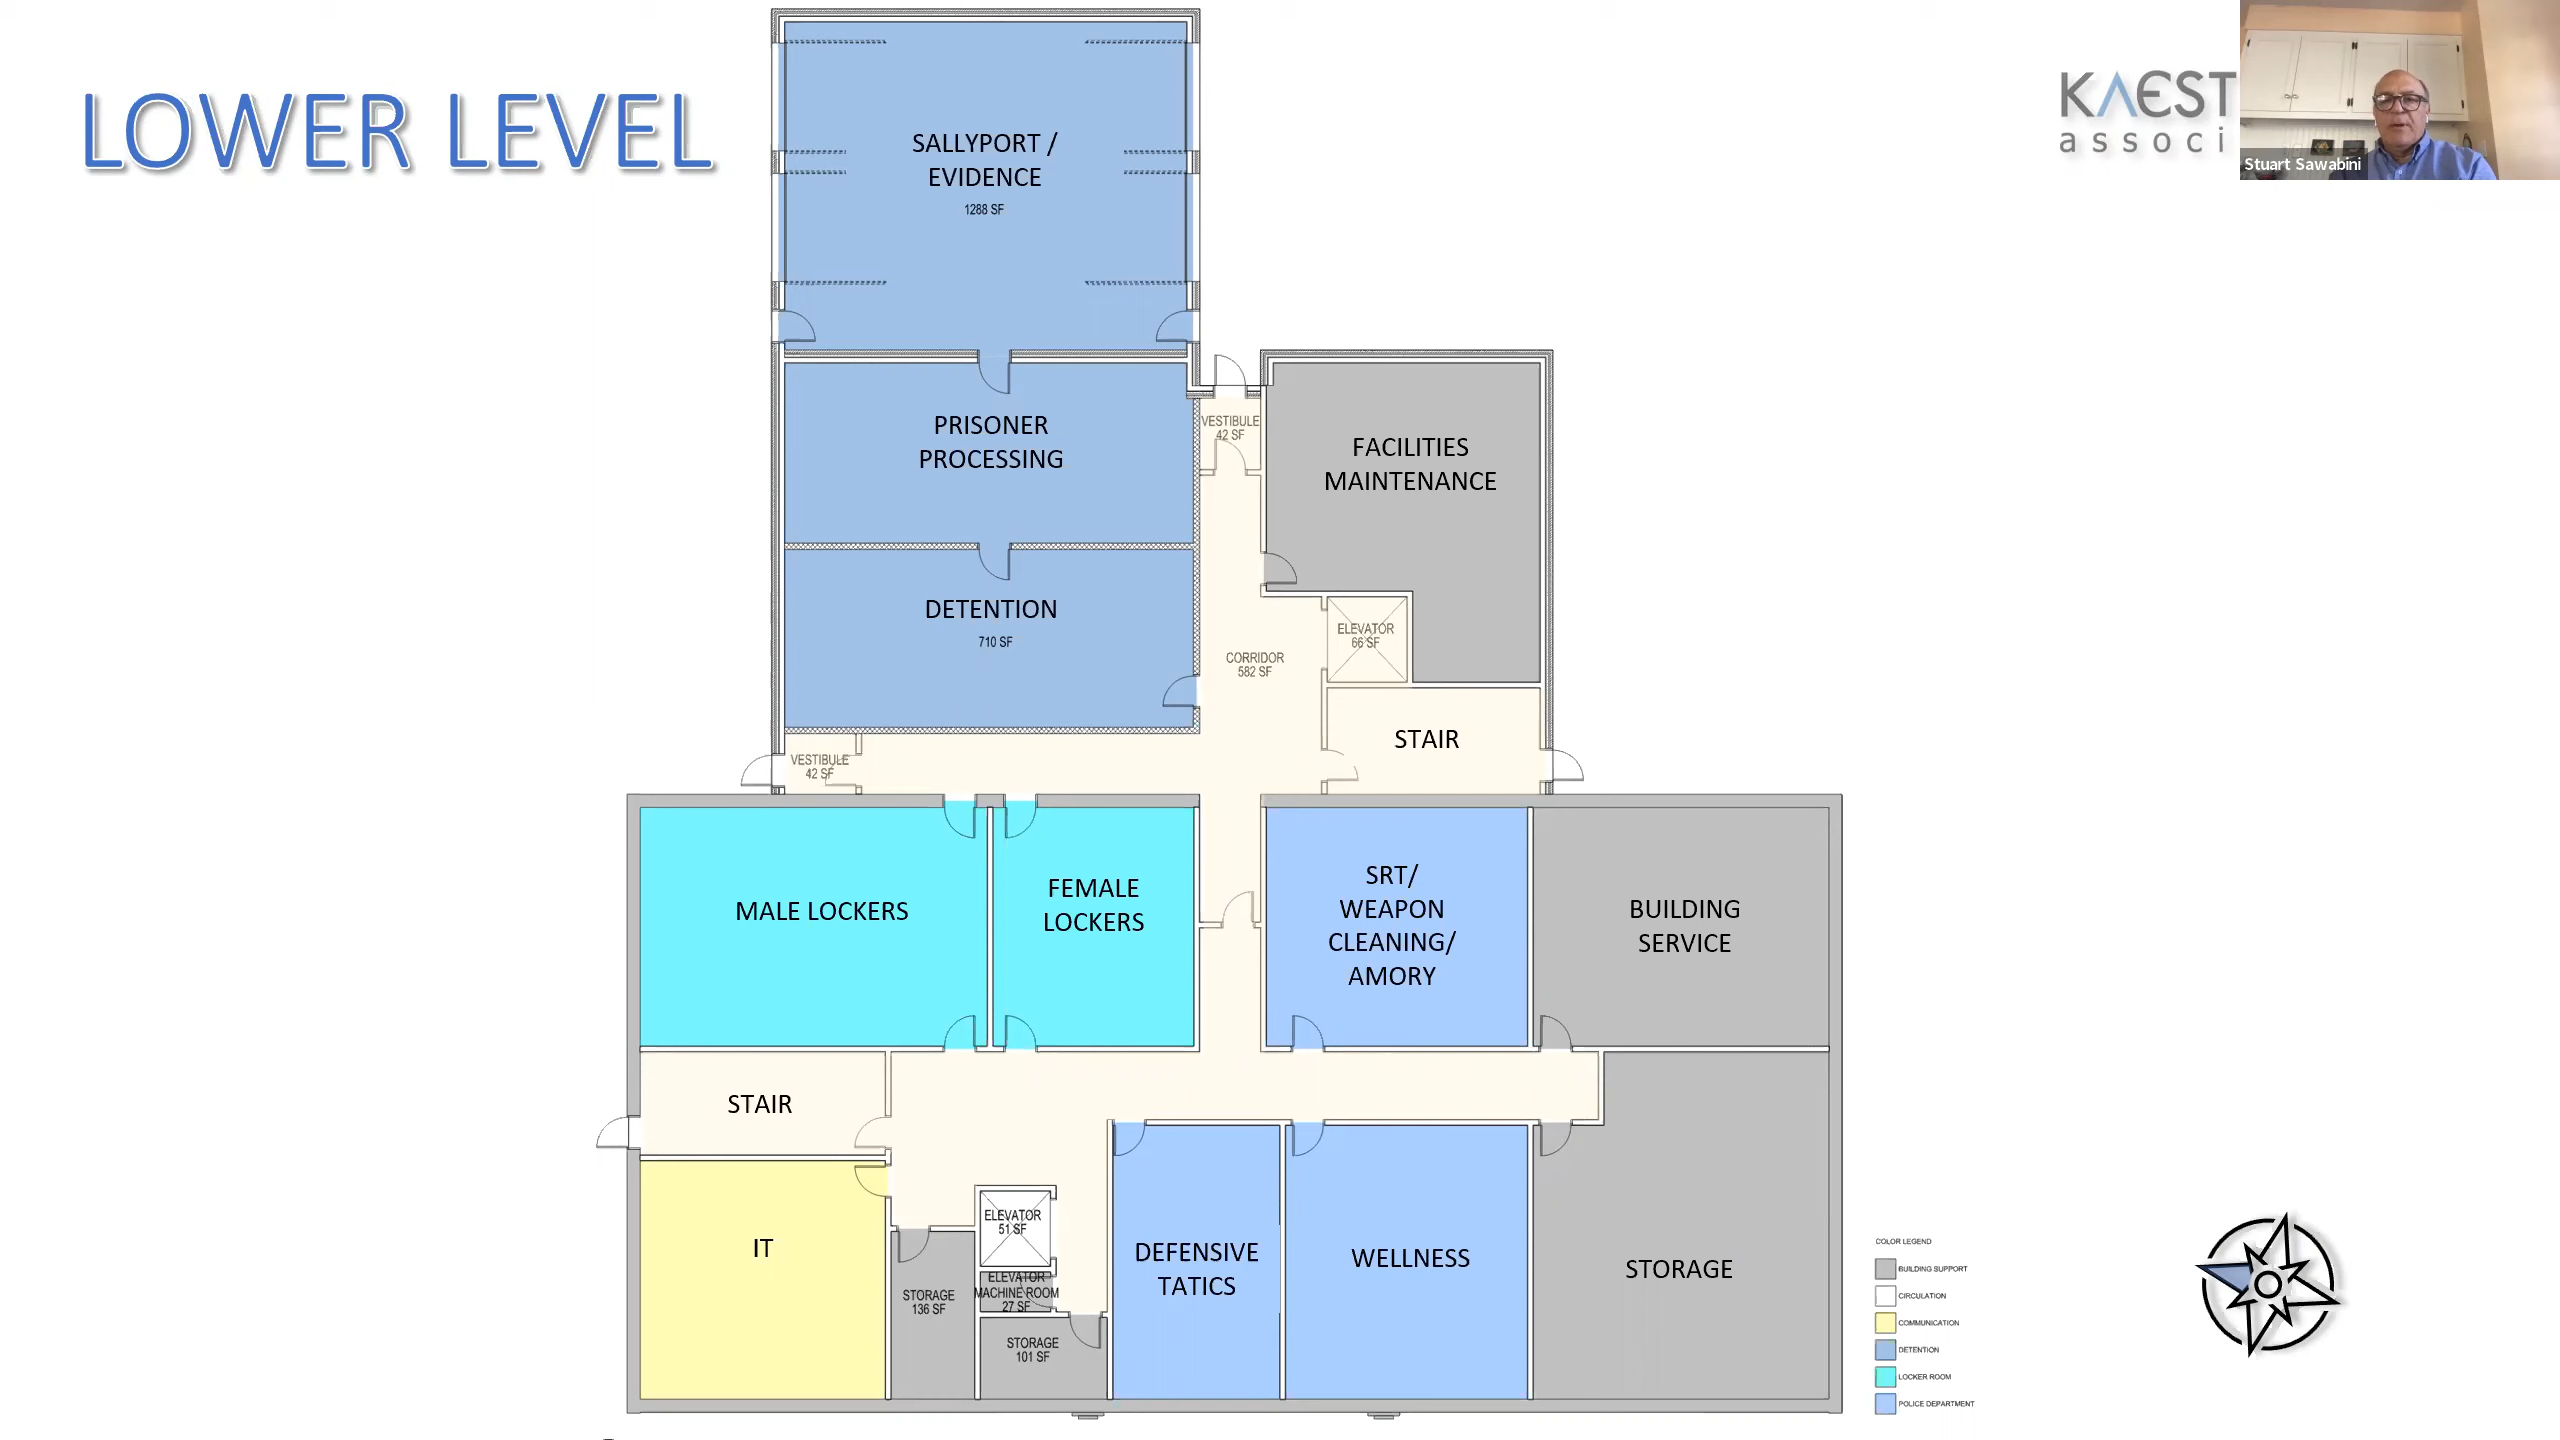 LOWER LEVEL
KAEST
associ
Stuart Sawabini
SALLYPORT /
EVIDENCE
1288 SF
PRISONER
PROCESSING
VESTIBULE
42 SF
FACILITIES
MAINTENANCE
DETENTION
710 SF
ELEVATOR
66 SF
CORRIDOR
582 SF
STAIR
VESTIBULE
42 SF
MALE LOCKERS
FEMALE
LOCKERS
SRT/
WEAPON
CLEANING/
AMORY
BUILDING
SERVICE
STAIR
IT
ELEVATOR
51 SF
ELEVATOR
MACHINE ROOM
27 SF
STORAGE
136 SF
STORAGE
101 SF
DEFENSIVE
TATICS
WELLNESS
STORAGE
COLOR LEGEND
BUILDING SUPPORT
CIRCULATION
COMMUNICATION
DETENTION
LOCKER ROOM
POLICE DEPARTMENT